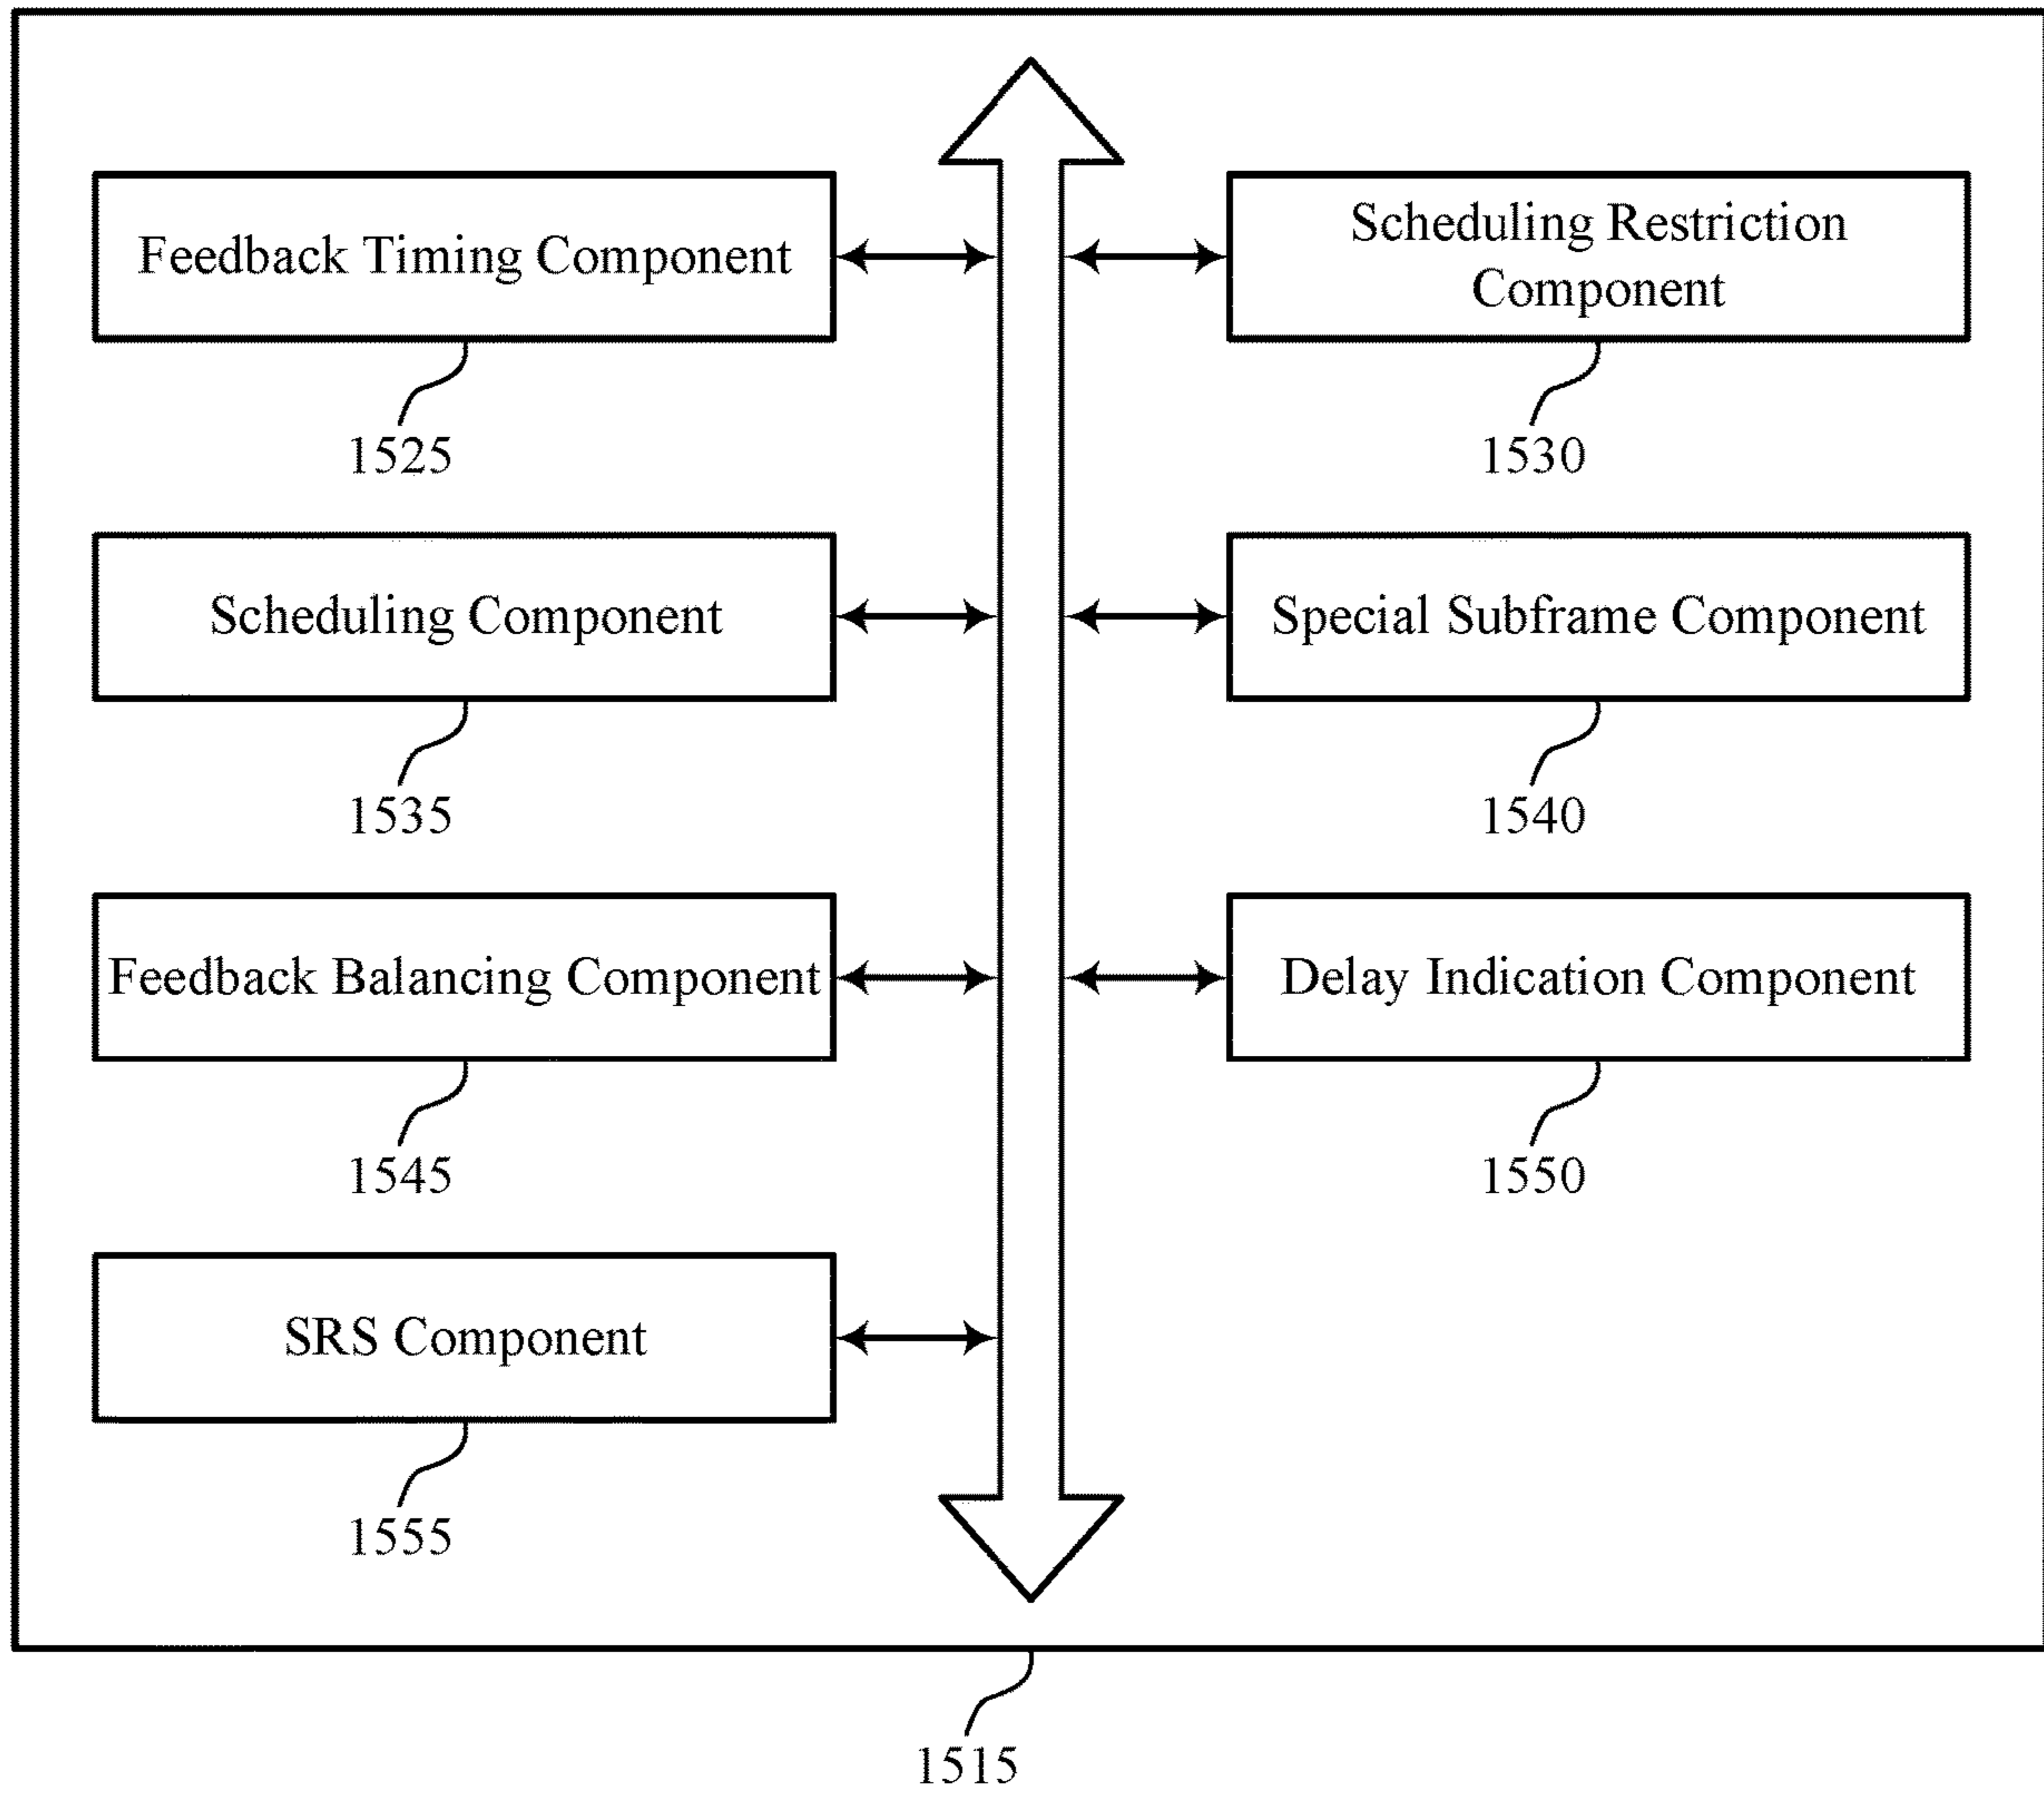 Feedback Timing Component
1525
Scheduling Restriction
Component
1530
Scheduling Component
1535
Special Subframe Component
1540
Feedback Balancing Component
1545
Delay Indication Component
1550
SRS Component
1555
1515